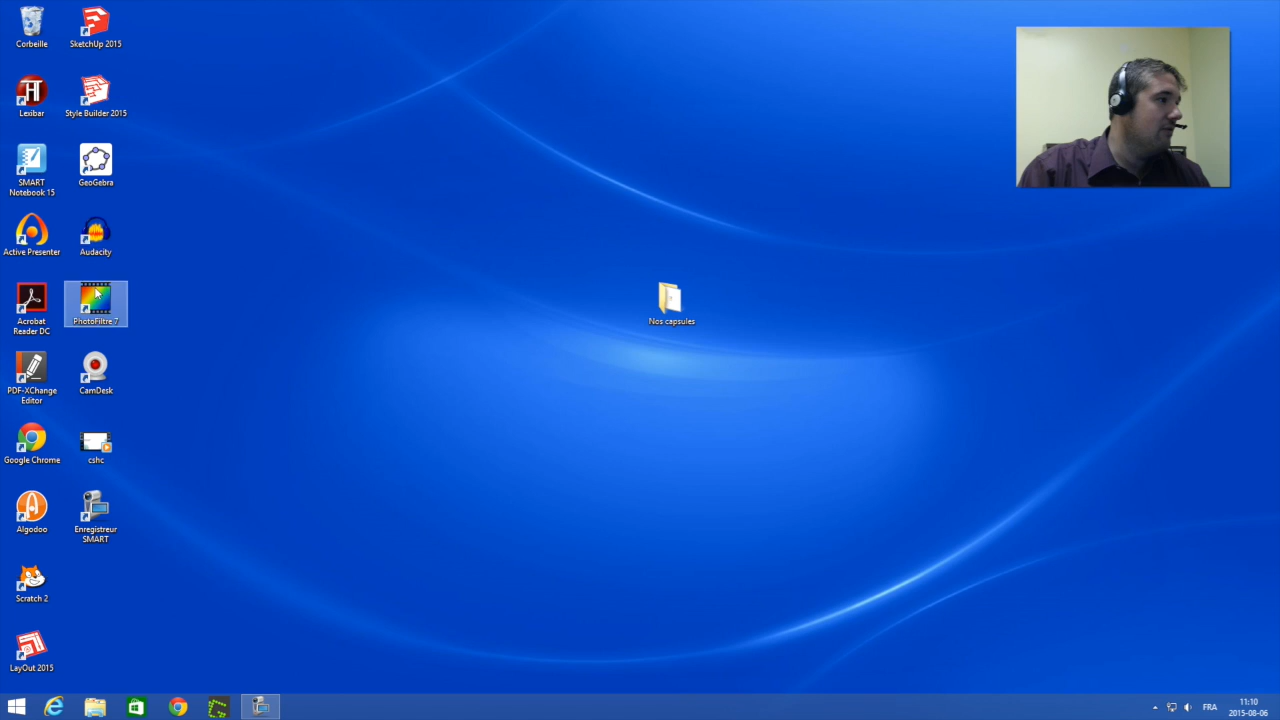 Corbeille
SketchUp 2015
Lexibar
Style Builder 2015
SMART
Notebook 15
GeoGebra
Active Presenter
Audacity
Acrobat
Reader DC
PhotoFiltre 7
PDF-XChange
Editor
CamDesk
Google Chrome
cshc
Algodoo
Enregistreur
SMART
Scratch 2
LayOut 2015
Nos capsules
FRA
11:10
2015-08-06